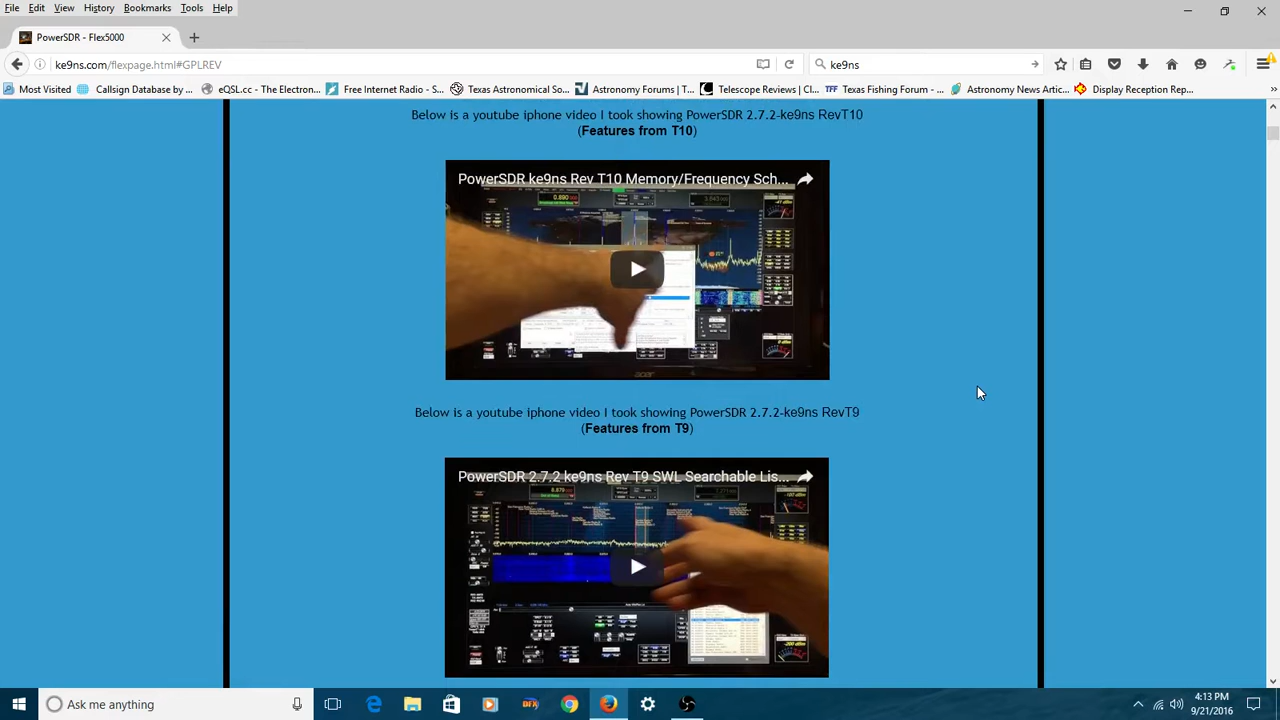 File Edit View History Bookmarks Tools Help
PowerSDR - Flex5000
ke9ns.com/flexpage.html#GPLREV
ke9ns
Most Visited Callsign Database by... eQSL.cc - The Electron... Free Internet Radio - S... Texas Astronomical So... Astronomy Forums | T... Telescope Reviews | Cl... TFF Texas Fishing Forum - ... Astronomy News Artic... Display Reception Rep...
Below is a youtube iphone video I took showing PowerSDR 2.7.2-ke9ns RevT10
(Features from T10)
PowerSDR ke9ns Rev T10 Memory/Frequency Sch...
acer
Below is a youtube iphone video I took showing PowerSDR 2.7.2-ke9ns RevT9
(Features from T9)
PowerSDR 2.7.2 ke9ns Rev T9 SWL Searchable Lis...
Ask me anything
4:13 PM
9/21/2016